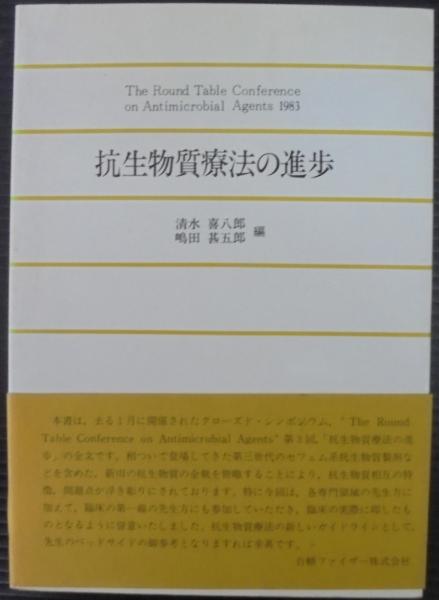 The Round Table Conference
on Antimicrobial Agents 1983
抗生物質療法の進歩
清水 喜八郎
嶋田 甚五郎 編
本書は、去る1月に開催されたクローズド・シンポジウム、“The Round
Table Conference on Antimicrobial Agents”第3回、「抗生物質療法の進
歩」の全文です。相ついで登場してきた第三世代のセフェム系抗生物質製剤な
どを含めた、新旧の抗生物質の全貌を管見することにより、抗生物質相互の特
徴、問題点が浮き彫りにされております。特に今回は、各専門領域の先生方に
加えて、臨床の第一線の先生方にも参加していただき、臨床の実際に即したも
のとなるように留意いたしました。抗生物質療法の新しいガイドラインとして、
先生のベッドサイドの御参考となりますれば幸甚です。
台糖ファイザー株式会社